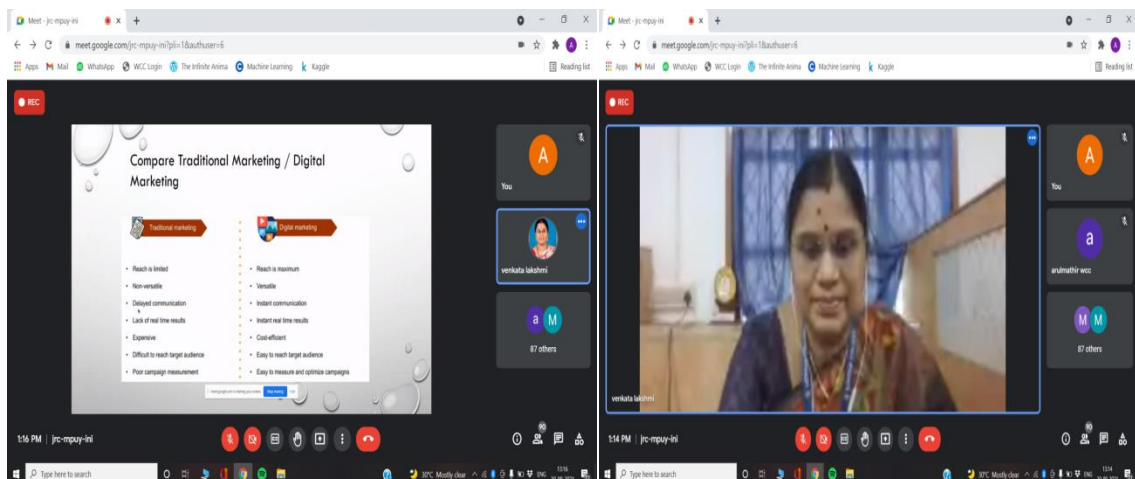 Meet - jrc-mpuy-ini
meet.google.com/jrc-mpuy-ini?pli=1&authuser=6
Apps Mail WhatsApp WCC Login The Infinite Anima Machine Learning Kaggle Reading list
REC
Compare Traditional Marketing / Digital
Marketing
Traditional marketing
• Reach is limited
• Non-versatile
• Delayed communication
• Lack of real time results
• Expensive
• Difficult to reach target audience
• Poor campaign measurement
Digital marketing
• Reach is maximum
• Versatile
• Instant communication
• Instant real time results
• Cost-efficient
• Easy to reach target audience
• Easy to measure and optimize campaigns
Stop sharing
A
You
venkata lakshmi
a M
87 others
1:16 PM | jrc-mpuy-ini
90
Type here to search
30°C Mostly clear
ENG
13:16
Meet - jrc-mpuy-ini
meet.google.com/jrc-mpuy-ini?pli=1&authuser=6
Apps Mail WhatsApp WCC Login The Infinite Anima Machine Learning Kaggle Reading list
REC
venkata lakshmi
A
You
a
arulmathir wcc
M M
87 others
1:14 PM | jrc-mpuy-ini
90
Type here to search
30°C Mostly clear
ENG
13:14